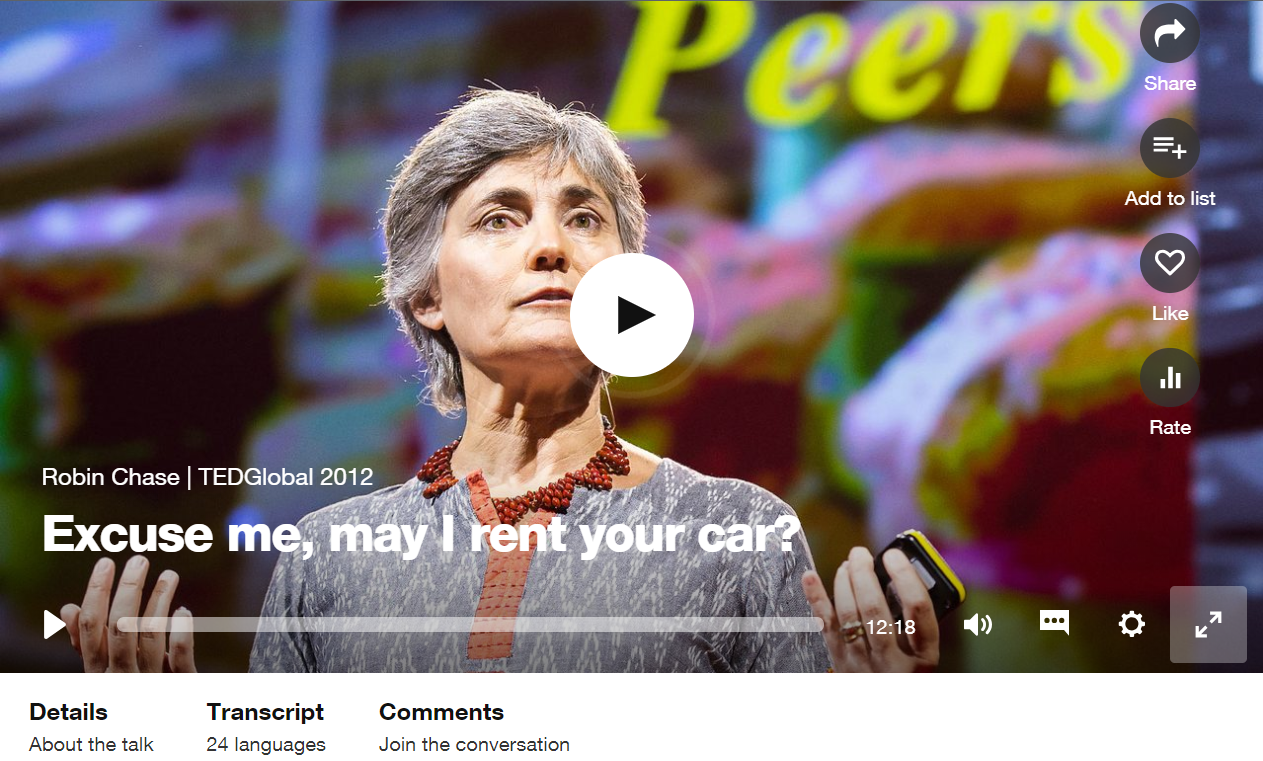 Peers
Share
Add to list
Like
Rate
Robin Chase | TEDGlobal 2012
Excuse me, may I rent your car?
12:18
Details
About the talk
Transcript
24 languages
Comments
Join the conversation